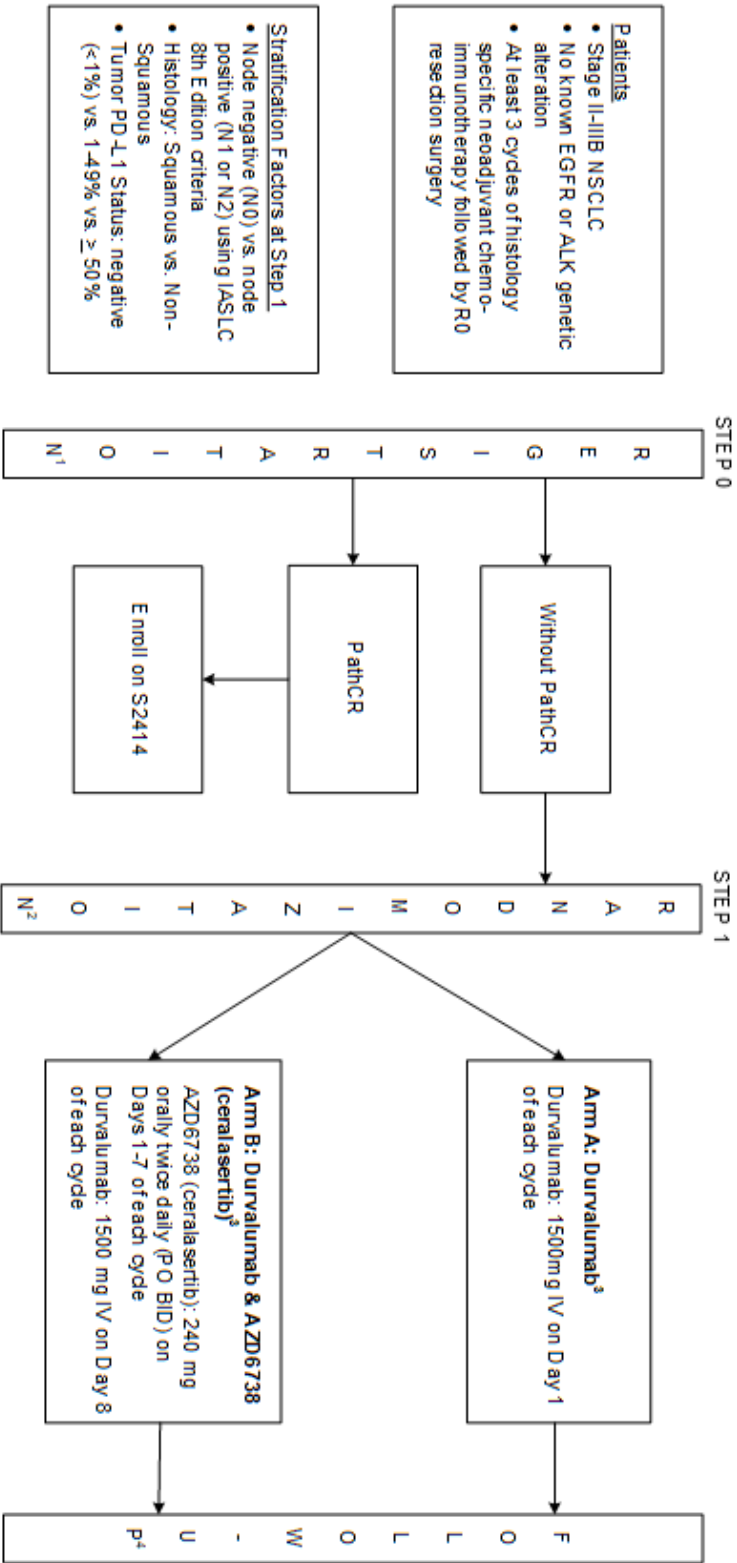 STEP 0
STEP 1
Patients
• Stage II-IIIB NSCLC
• No known EGFR or ALK genetic
alteration
• At least 3 cycles of histology
specific neoadjuvant chemo-
immunotherapy followed by R0
resection surgery
Stratification Factors at Step 1
• Node negative (N0) vs. node
positive (N1 or N2) using IASLC
8th Edition criteria
• Histology: Squamous vs. Non-
Squamous
• Tumor PD-L1 Status: negative
(<1%) vs. 1-49% vs. ≥ 50%
R E G I S T R A T I O N¹
Without PathCR
PathCR
Enroll on S2414
R A N D O M I Z A T I O N²
Arm A: Durvalumab³
Durvalumab: 1500mg IV on Day 1
of each cycle
Arm B: Durvalumab & AZD6738
(ceralasertib)³
AZD6738 (ceralasertib): 240 mg
orally twice daily (PO BID) on
Days 1-7 of each cycle
Durvalumab: 1500 mg IV on Day 8
of each cycle
F O L L O W - U P⁴